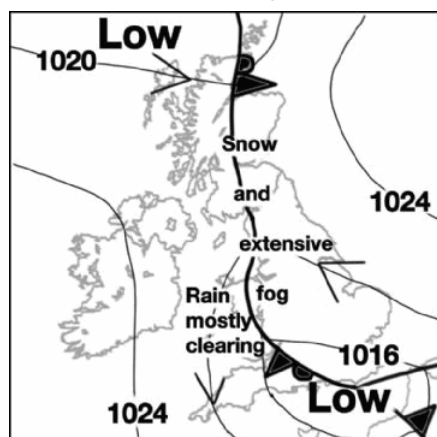 Low
1020
Snow
and
1024
extensive
Rain
fog
mostly
clearing
1016
Low
1024